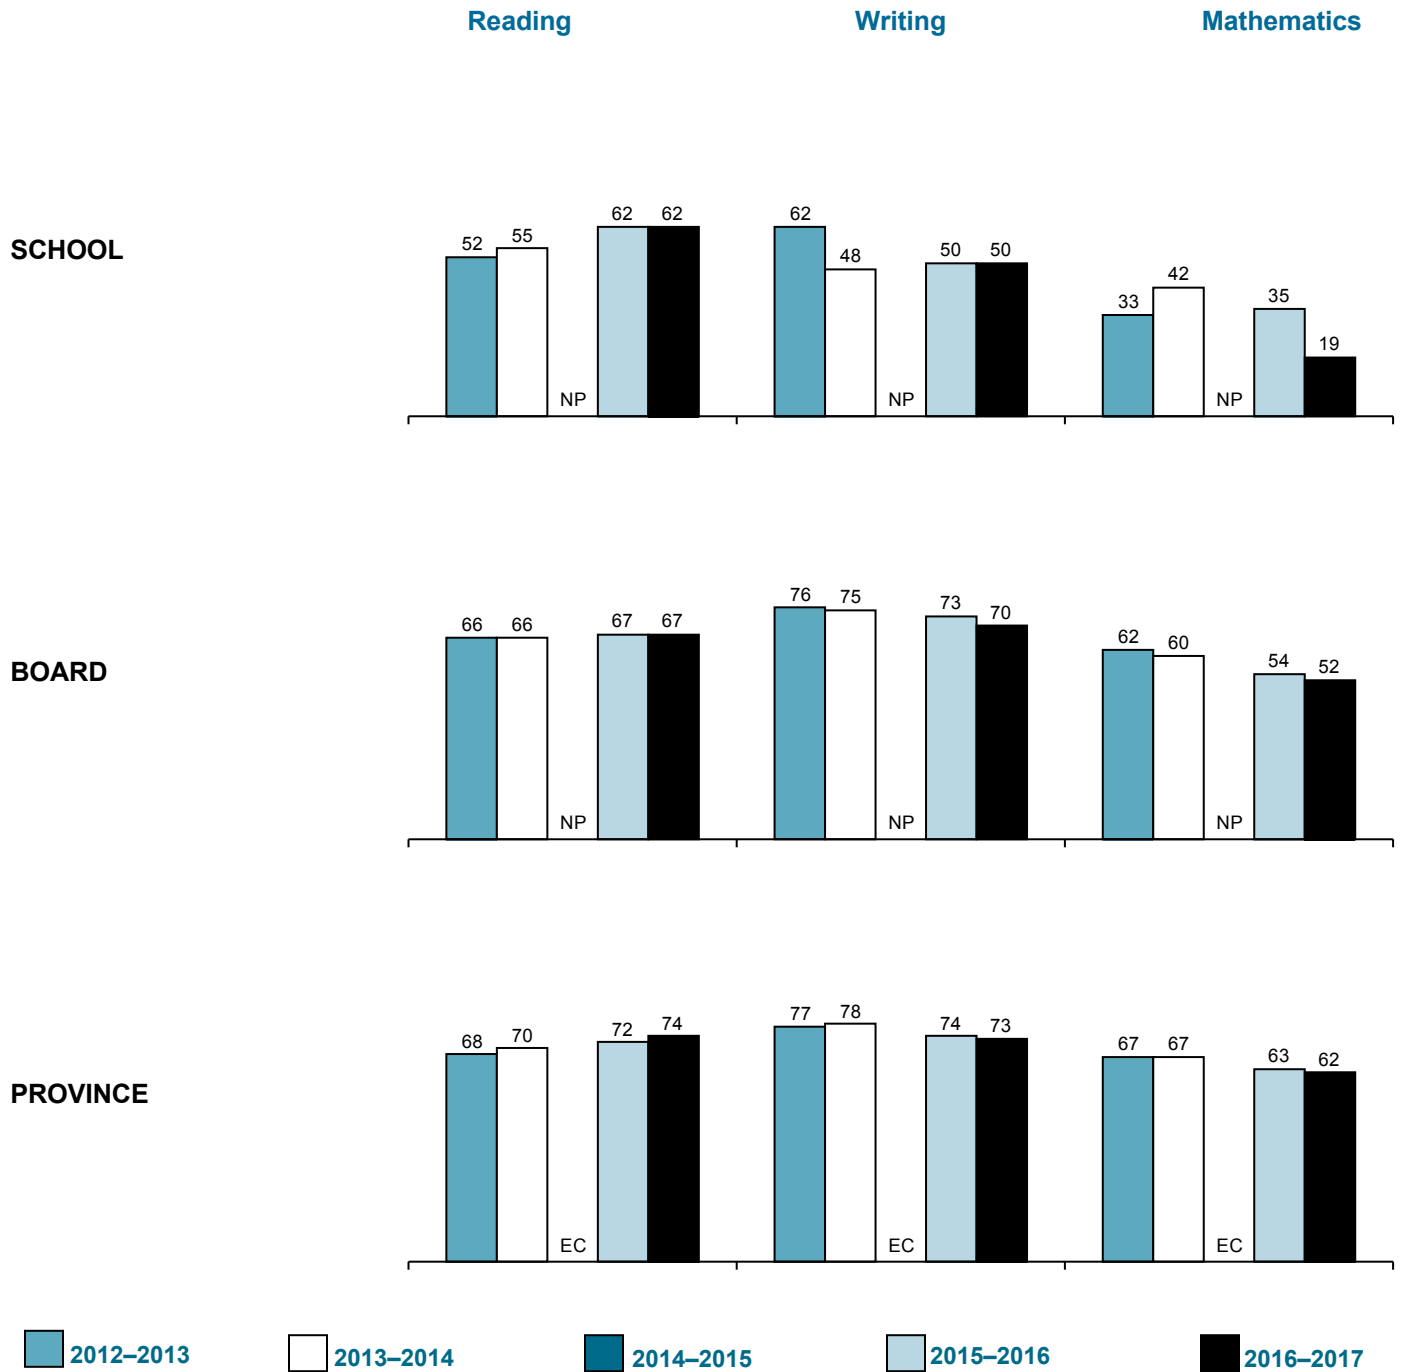 Reading Writing Mathematics
SCHOOL
52 55 NP 62 62 62 48 NP 50 50 33 42 NP 35 19
BOARD
66 66 NP 67 67 76 75 NP 73 70 62 60 NP 54 52
PROVINCE
68 70 EC 72 74 77 78 EC 74 73 67 67 EC 63 62
2012–2013 2013–2014 2014–2015 2015–2016 2016–2017